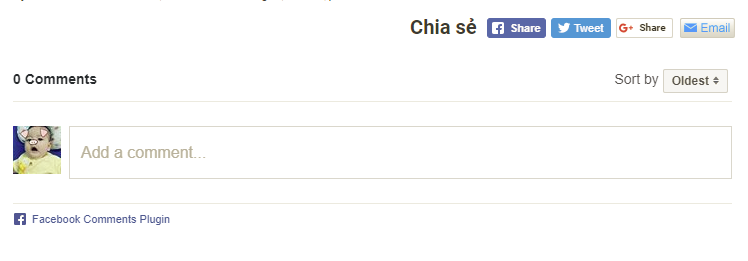 Chia sẻ Share Tweet G+ Share Email
0 Comments Sort by Oldest
Add a comment...
Facebook Comments Plugin